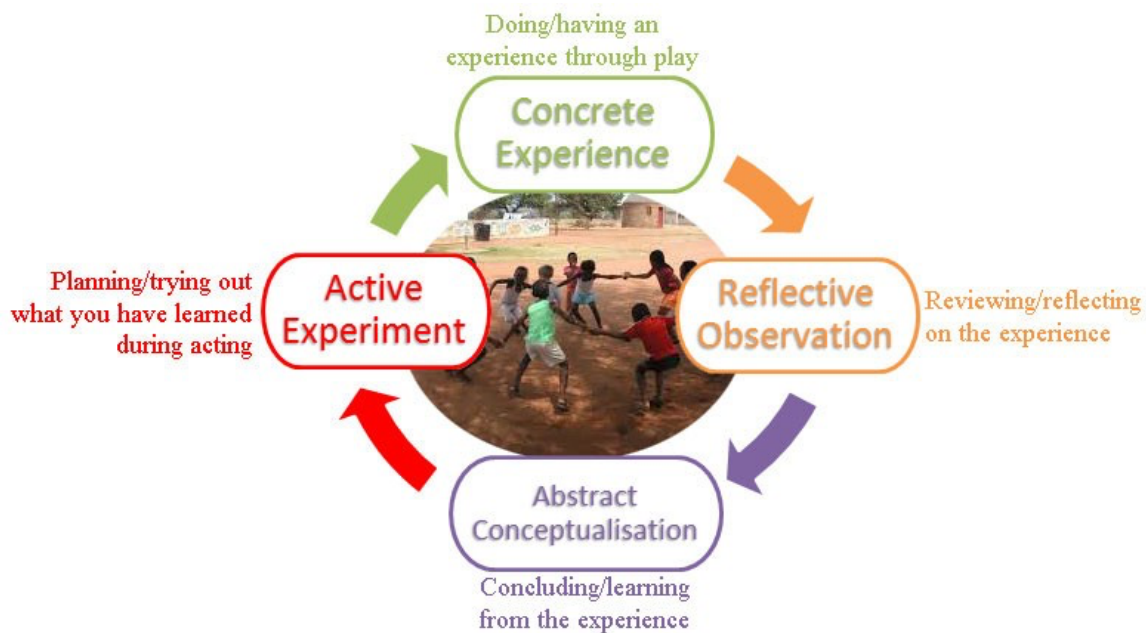 Doing/having an
experience through play
Concrete
Experience
Active
Experiment
Planning/trying out
what you have learned
during acting
Reflective
Observation
Reviewing/reflecting
on the experience
Abstract
Conceptualisation
Concluding/learning
from the experience